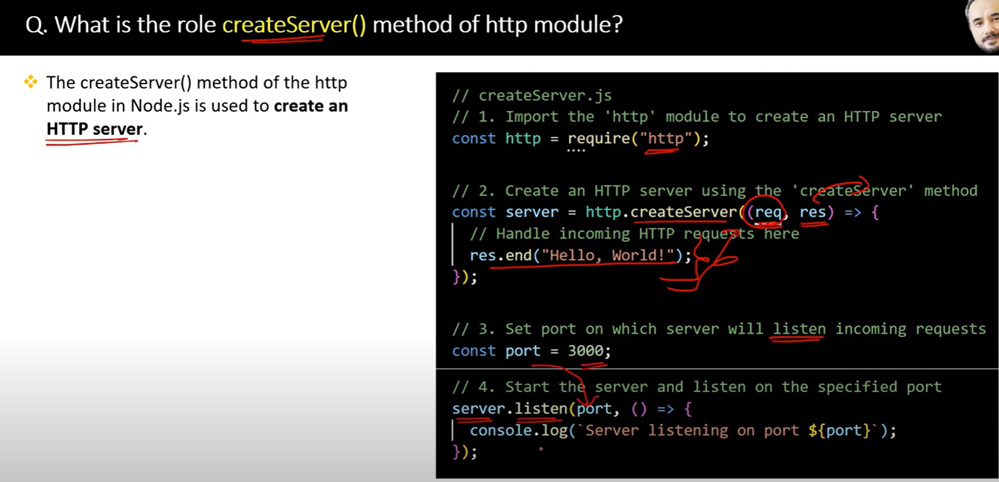 Q. What is the role createServer() method of http module?
The createServer() method of the http
module in Node.js is used to create an
HTTP server.
// createServer.js
// 1. Import the 'http' module to create an HTTP server
const http = require("http");
// 2. Create an HTTP server using the 'createServer' method
const server = http.createServer((req, res) => {
// Handle incoming HTTP requests here
res.end("Hello, World!");
});
// 3. Set port on which server will listen incoming requests
const port = 3000;
// 4. Start the server and listen on the specified port
server.listen(port, () => {
console.log(`Server listening on port ${port}`);
});